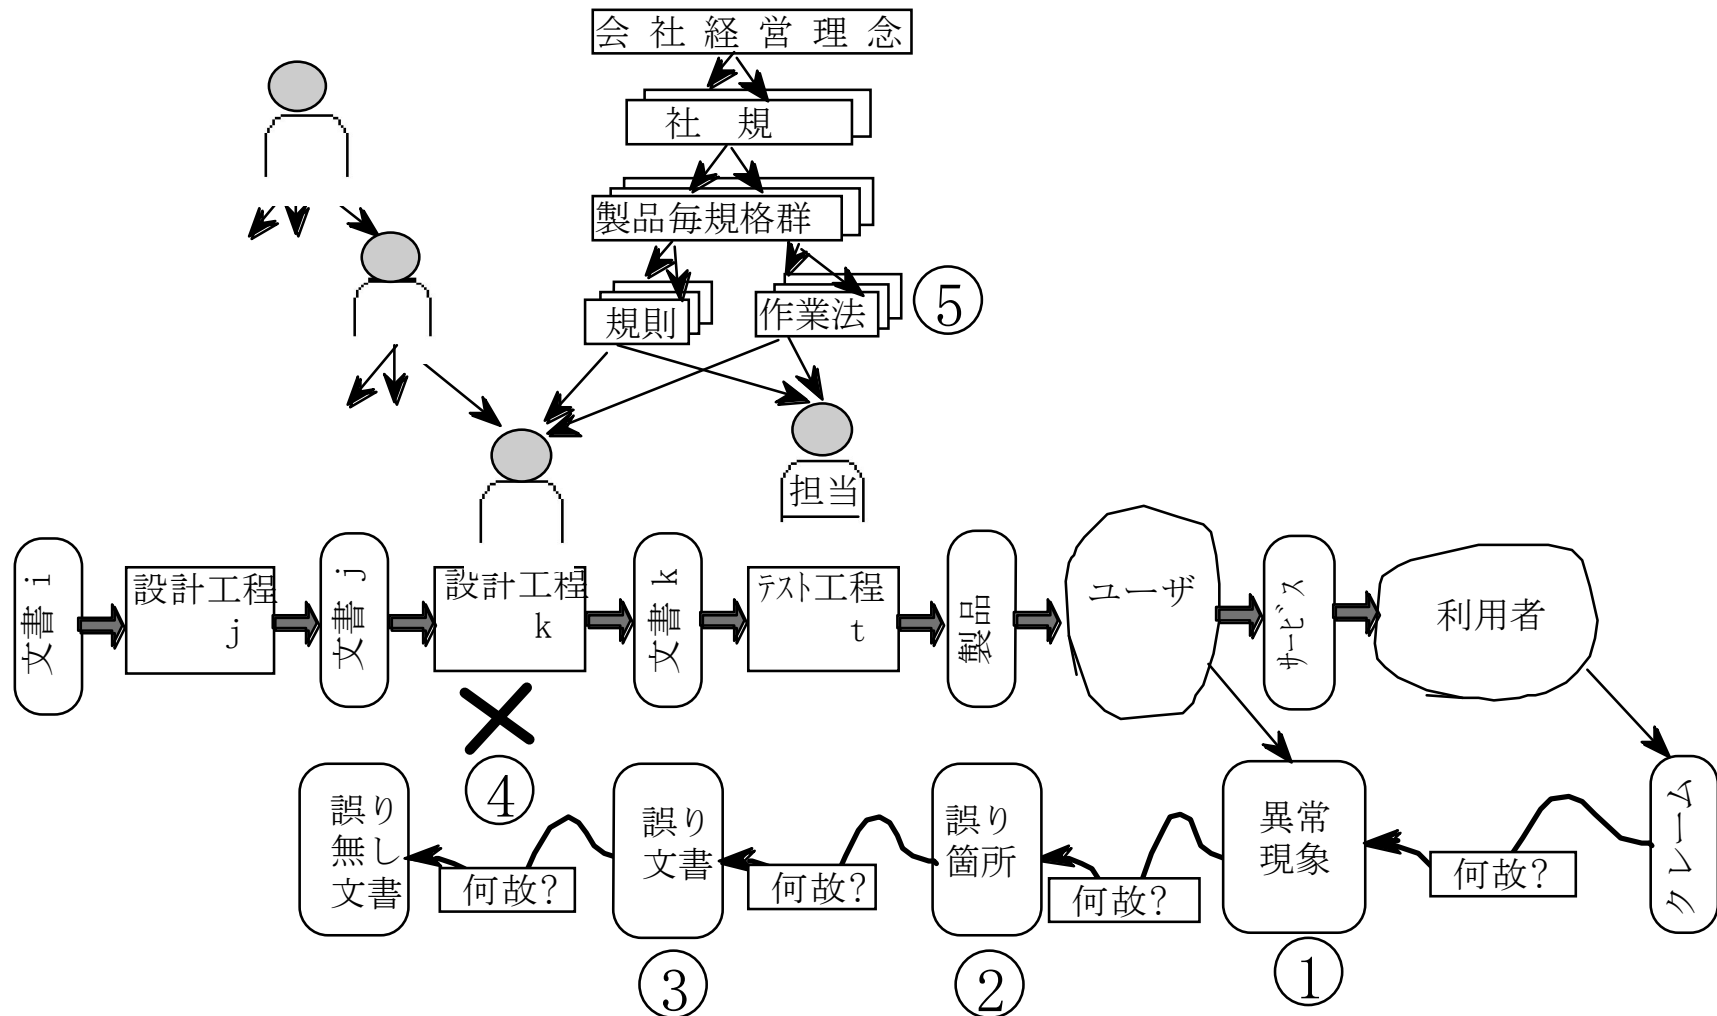 会社経営理念
社規
製品毎規格群
規則
作業法
⑤
担当
文書i
設計工程
j
文書j
設計工程
k
文書k
テスト工程
t
製品
ユーザ
サービス
利用者
④
誤り
無し
文書
何故?
誤り
文書
何故?
誤り
箇所
何故?
異常
現象
何故?
クレーム
③
②
①